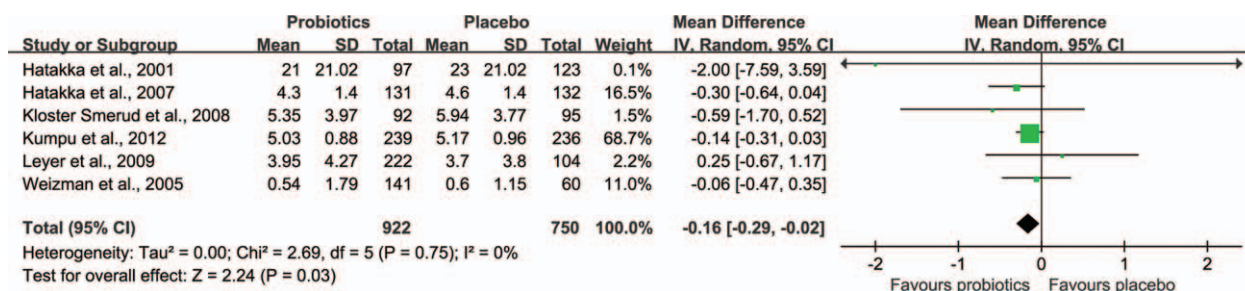 Probiotics Placebo Mean Difference Mean Difference
Study or Subgroup Mean SD Total Mean SD Total Weight IV, Random, 95% CI IV, Random, 95% CI
Hatakka et al., 2001 21 21.02 97 23 21.02 123 0.1% -2.00 [-7.59, 3.59]
Hatakka et al., 2007 4.3 1.4 131 4.6 1.4 132 16.5% -0.30 [-0.64, 0.04]
Kloster Smerud et al., 2008 5.35 3.97 92 5.94 3.77 95 1.5% -0.59 [-1.70, 0.52]
Kumpu et al., 2012 5.03 0.88 239 5.17 0.96 236 68.7% -0.14 [-0.31, 0.03]
Leyer et al., 2009 3.95 4.27 222 3.7 3.8 104 2.2% 0.25 [-0.67, 1.17]
Weizman et al., 2005 0.54 1.79 141 0.6 1.15 60 11.0% -0.06 [-0.47, 0.35]
Total (95% CI) 922 750 100.0% -0.16 [-0.29, -0.02]
Heterogeneity: Tau² = 0.00; Chi² = 2.69, df = 5 (P = 0.75); I² = 0%
Test for overall effect: Z = 2.24 (P = 0.03)
-2 -1 0 1 2
Favours probiotics Favours placebo